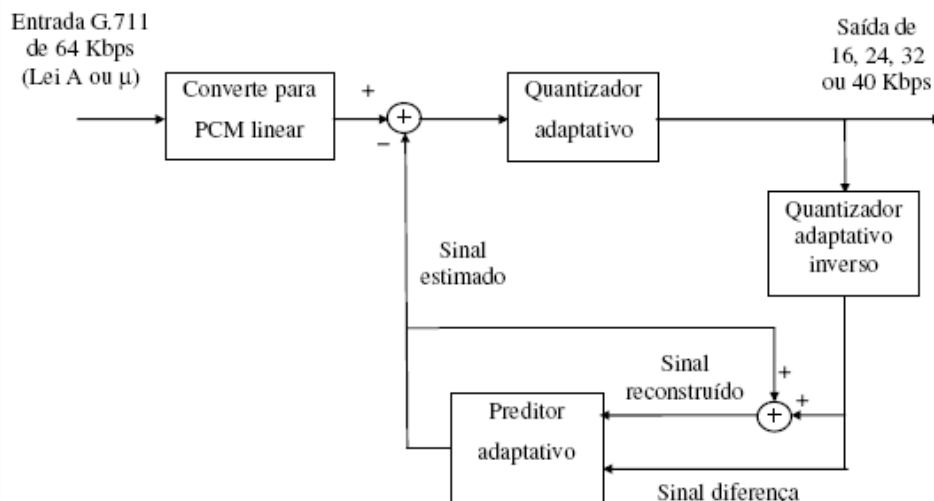 Entrada G.711
de 64 Kbps
(Lei A ou μ)
Converte para
PCM linear
+
+
−
Quantizador
adaptativo
Saída de
16, 24, 32
ou 40 Kbps
Quantizador
adaptativo
inverso
Sinal
estimado
Sinal
reconstruído
+
+
+
Preditor
adaptativo
Sinal diferença